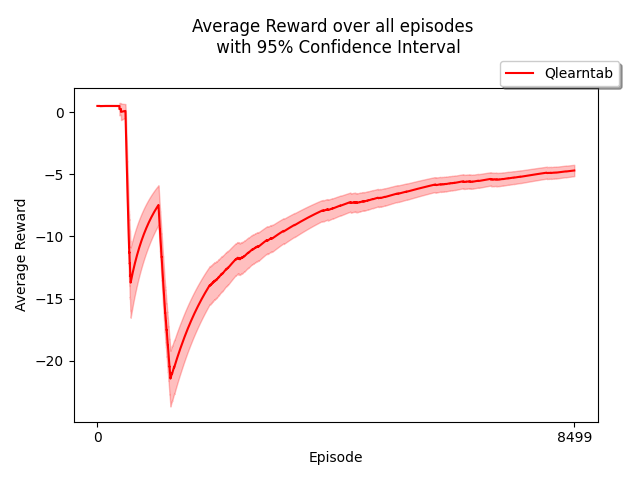 Average Reward over all episodes
with 95% Confidence Interval
Qlearntab
0
−5
−10
−15
−20
Average Reward
0
8499
Episode